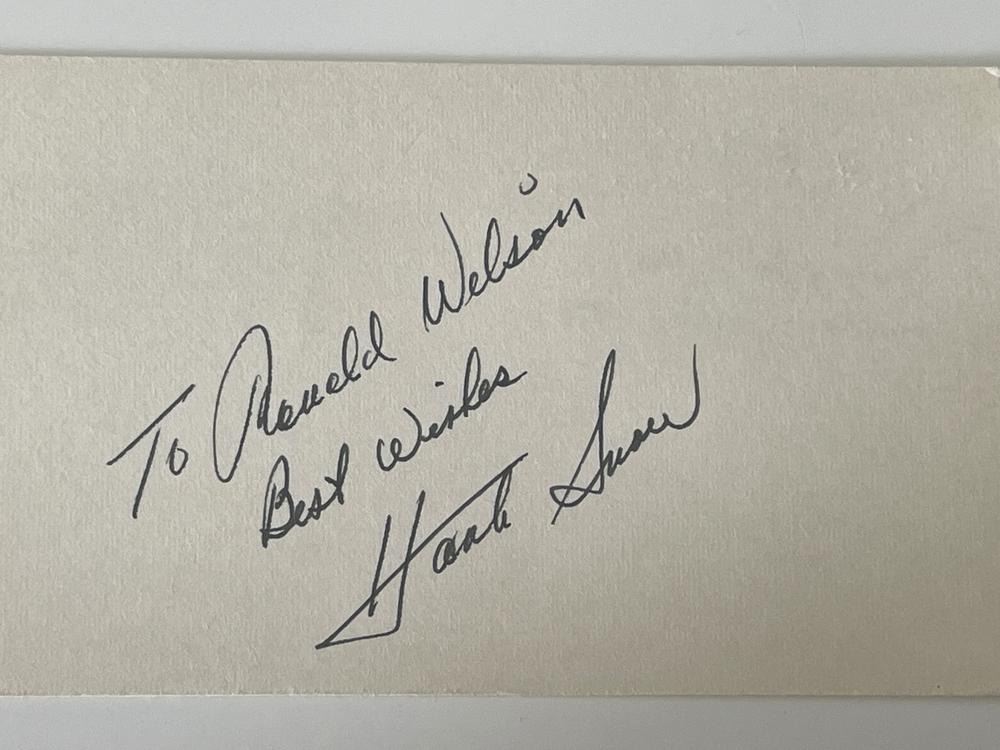 To Ronald Wilson
Best Wishes
Hank Snow